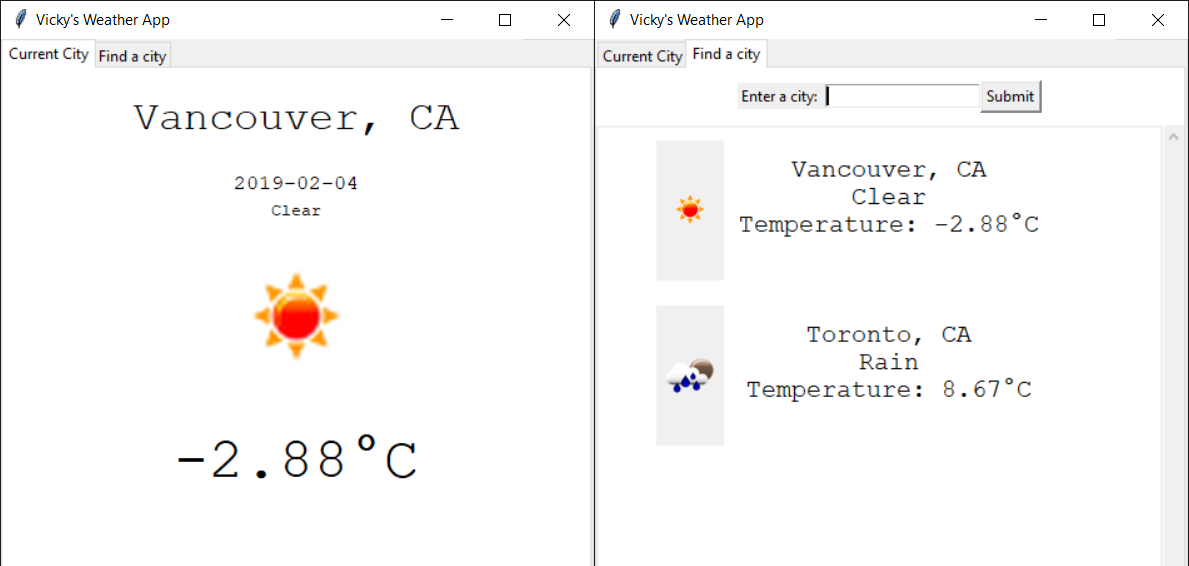 Vicky's Weather App
Current City
Find a city
Vancouver, CA
2019-02-04
Clear
-2.88°C
Vicky's Weather App
Current City
Find a city
Enter a city:
Submit
Vancouver, CA
Clear
Temperature: -2.88°C
Toronto, CA
Rain
Temperature: 8.67°C